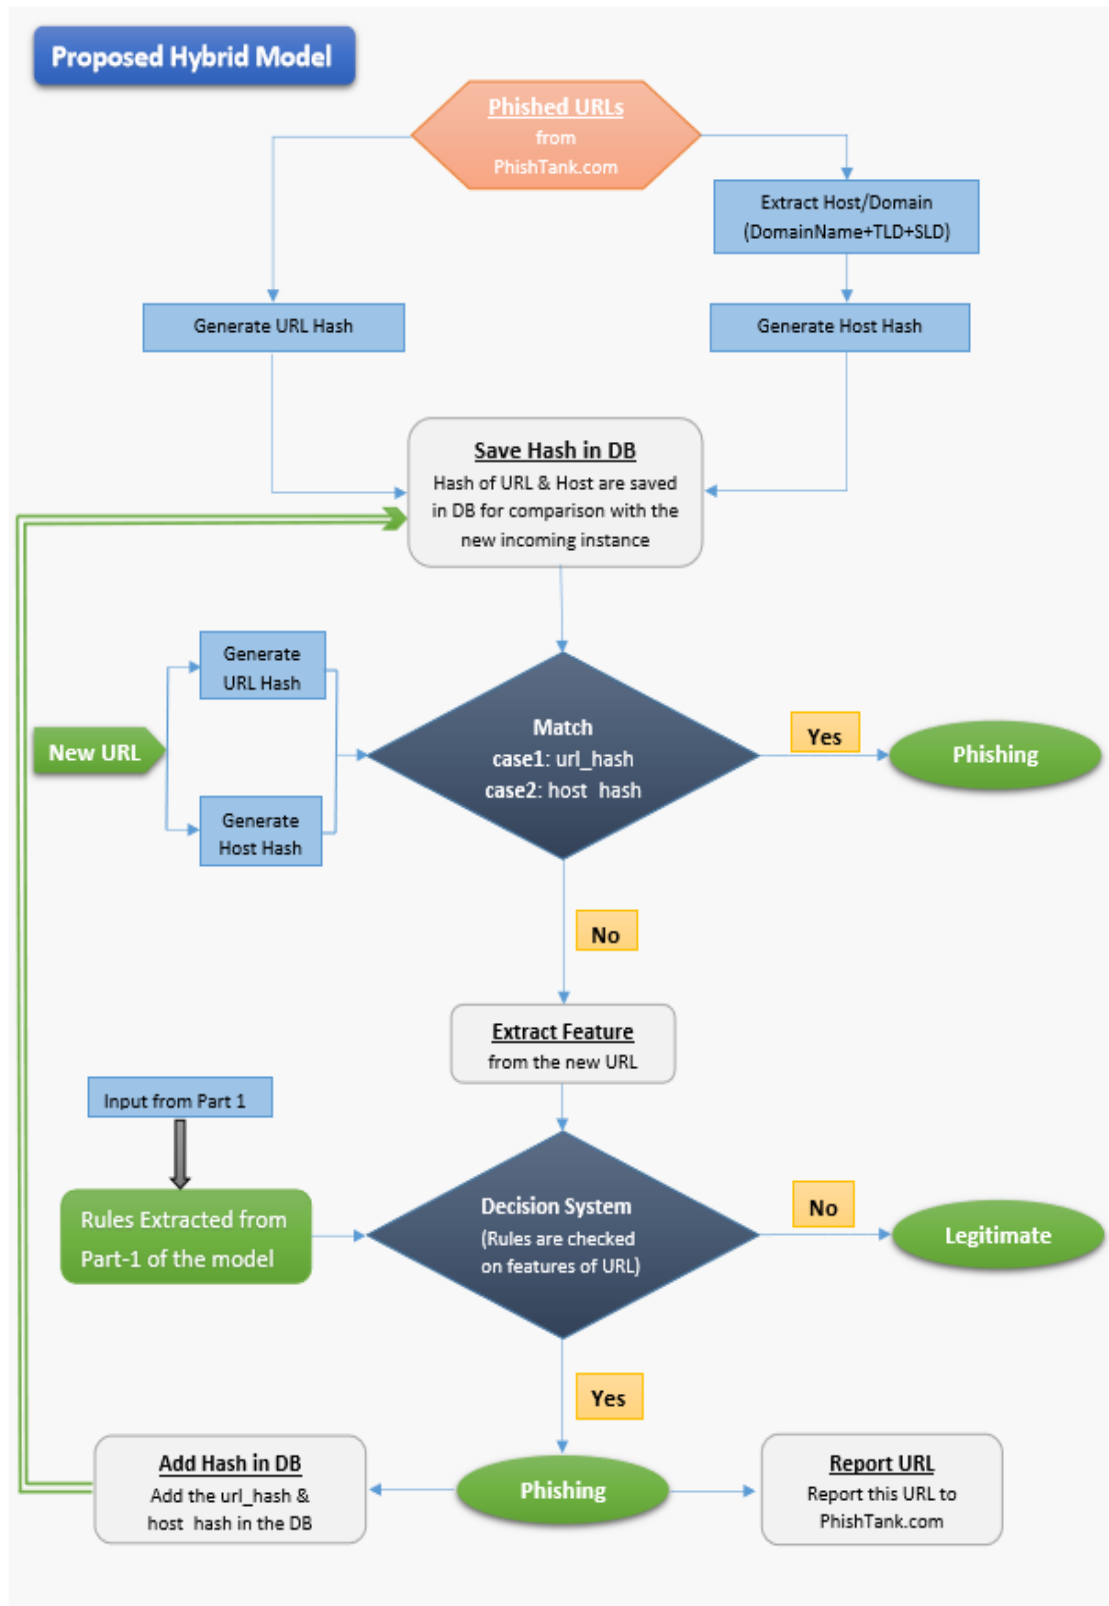 Proposed Hybrid Model
Phished URLs
from
PhishTank.com
Extract Host/Domain
(DomainName+TLD+SLD)
Generate URL Hash
Generate Host Hash
Save Hash in DB
Hash of URL & Host are saved
in DB for comparison with the
new incoming instance
Generate
URL Hash
New URL
Generate
Host Hash
Match
case1: url_hash
case2: host hash
Yes
Phishing
No
Extract Feature
from the new URL
Input from Part 1
Rules Extracted from
Part-1 of the model
Decision System
(Rules are checked
on features of URL)
No
Legitimate
Yes
Add Hash in DB
Add the url_hash &
host hash in the DB
Phishing
Report URL
Report this URL to
PhishTank.com